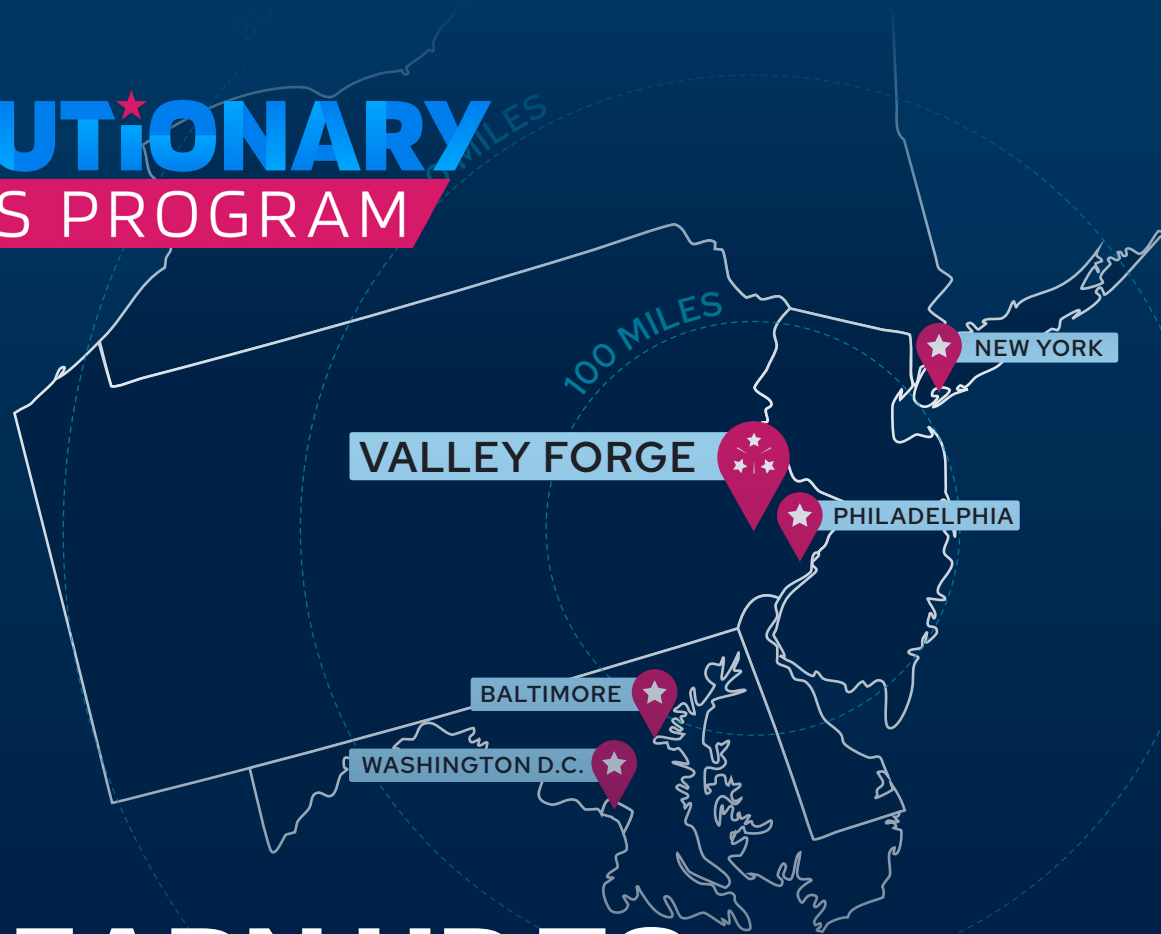 UTiONARY
S PROGRAM
MILES
100 MILES
NEW YORK
VALLEY FORGE
PHILADELPHIA
BALTIMORE
WASHINGTON D.C.